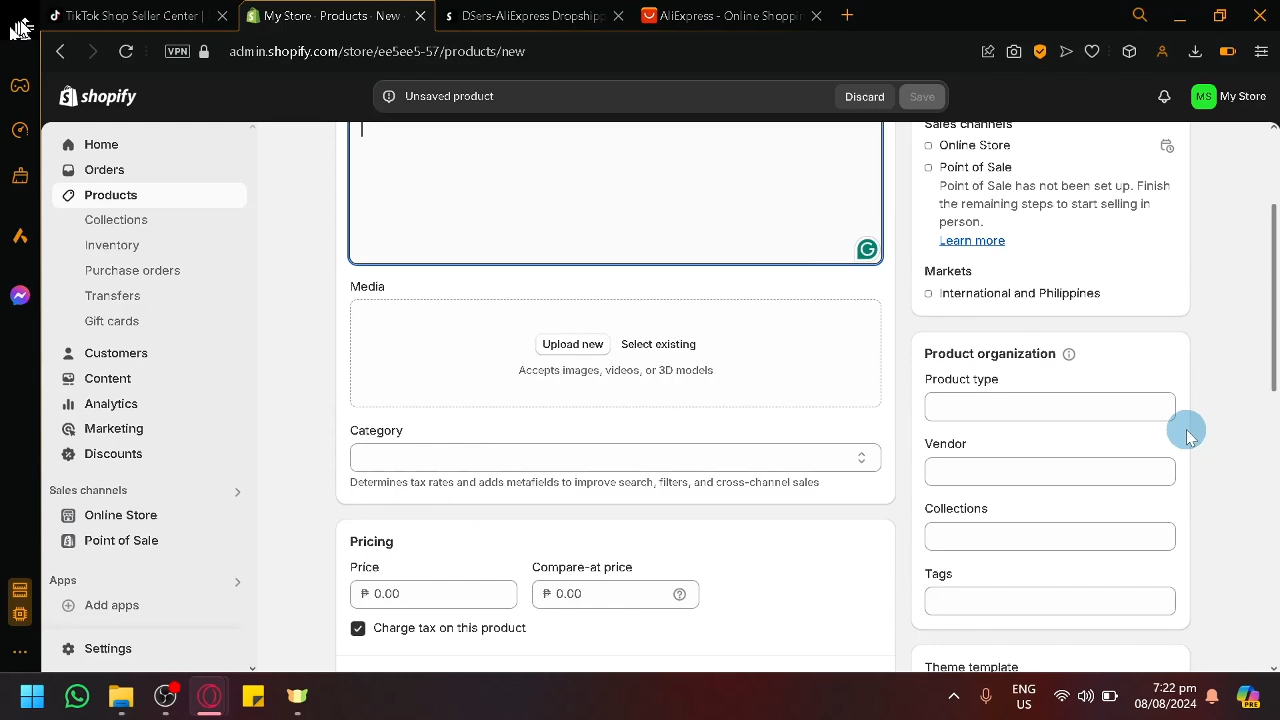 TikTok Shop Seller Center |
My Store - Products - New
DSers-AliExpress Dropship
AliExpress - Online Shopp
VPN
admin.shopify.com/store/ee5ee5-57/products/new
shopify
Unsaved product
Discard
Save
MS
My Store
Home
Orders
Products
Collections
Inventory
Purchase orders
Transfers
Gift cards
Customers
Content
Analytics
Marketing
Discounts
Sales channels
Online Store
Point of Sale
Apps
Add apps
Settings
Media
Upload new
Select existing
Accepts images, videos, or 3D models
Category
Determines tax rates and adds metafields to improve search, filters, and cross-channel sales
Pricing
Price
Compare-at price
₱ 0.00
₱ 0.00
Charge tax on this product
Sales channels
Online Store
Point of Sale
Point of Sale has not been set up. Finish
the remaining steps to start selling in
person.
Learn more
Markets
International and Philippines
Product organization
Product type
Vendor
Collections
Tags
Theme template
ENG
US
7:22 pm
08/08/2024
PRE